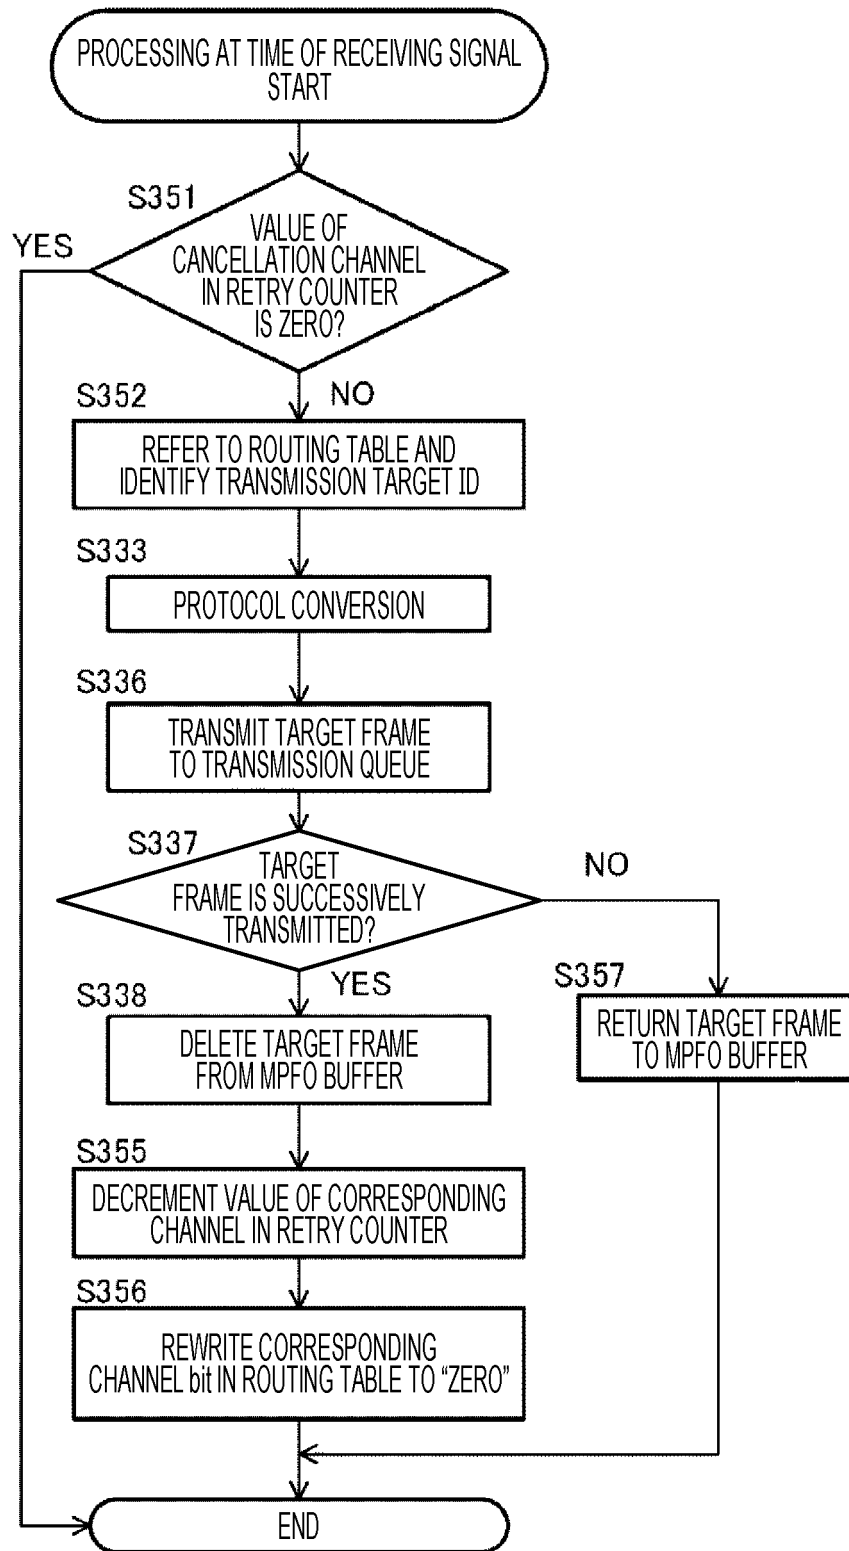 PROCESSING AT TIME OF RECEIVING SIGNAL
START
S351
YES
VALUE OF
CANCELLATION CHANNEL
IN RETRY COUNTER
IS ZERO?
NO
S352
REFER TO ROUTING TABLE AND
IDENTIFY TRANSMISSION TARGET ID
S333
PROTOCOL CONVERSION
S336
TRANSMIT TARGET FRAME
TO TRANSMISSION QUEUE
S337
TARGET
FRAME IS SUCCESSIVELY
TRANSMITTED?
NO
YES
S338
DELETE TARGET FRAME
FROM MPFO BUFFER
S357
RETURN TARGET FRAME
TO MPFO BUFFER
S355
DECREMENT VALUE OF CORRESPONDING
CHANNEL IN RETRY COUNTER
S356
REWRITE CORRESPONDING
CHANNEL bit IN ROUTING TABLE TO “ZERO”
END